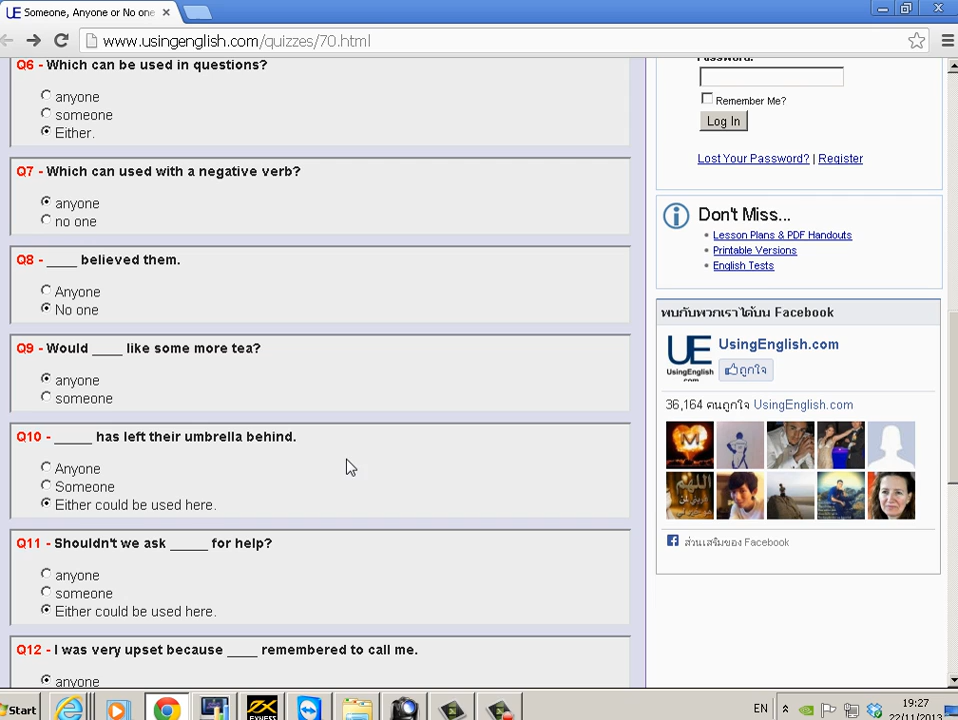 Someone, Anyone or No one
www.usingenglish.com/quizzes/70.html
Q6 - Which can be used in questions?
anyone
someone
Either.
Q7 - Which can used with a negative verb?
anyone
no one
Q8 - ____ believed them.
Anyone
No one
Q9 - Would ____ like some more tea?
anyone
someone
Q10 - _____ has left their umbrella behind.
Anyone
Someone
Either could be used here.
Q11 - Shouldn't we ask _____ for help?
anyone
someone
Either could be used here.
Q12 - I was very upset because ____ remembered to call me.
anyone
Password:
Remember Me?
Log In
Lost Your Password? | Register
Don't Miss...
Lesson Plans & PDF Handouts
Printable Versions
English Tests
พบกับพวกเราได้บน Facebook
UE
UsingEnglish
.com
UsingEnglish.com
ถูกใจ
36,164 คนถูกใจ UsingEnglish.com
ส่วนเสริมของ Facebook
Start
EXNESS
EN
19:27
22/11/2013